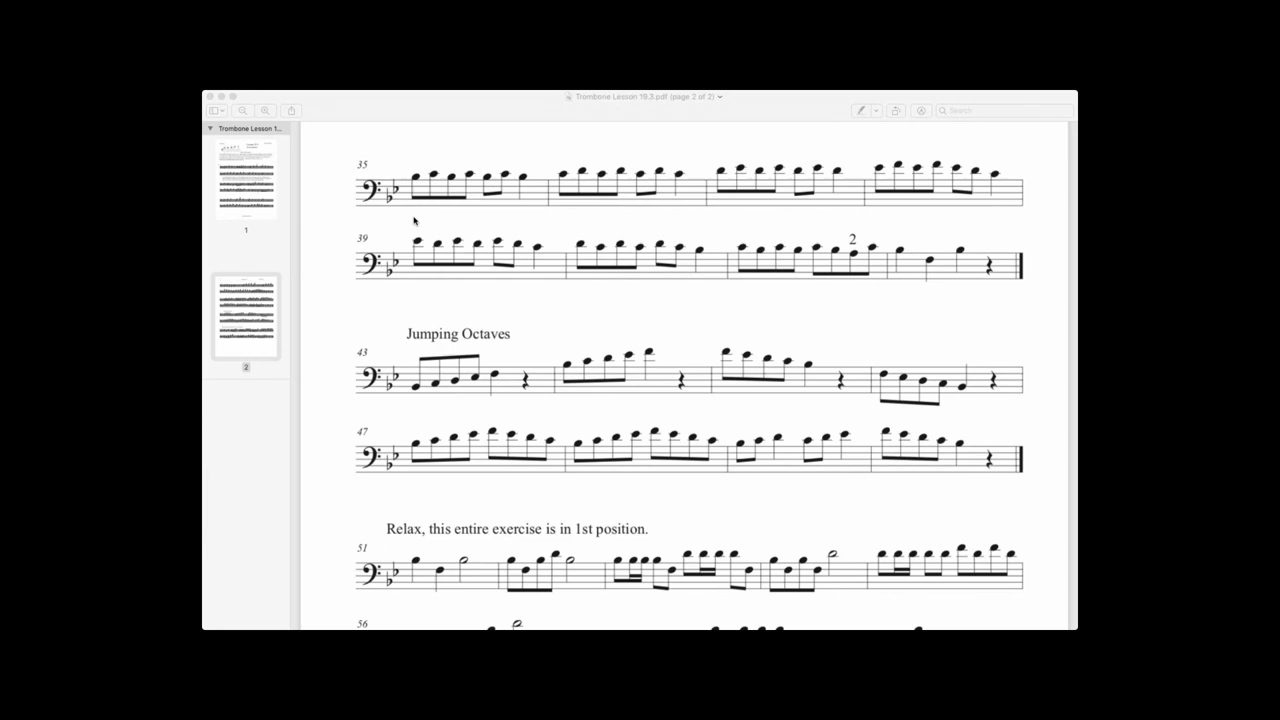 Trombone Lesson 19.3.pdf (page 2 of 2)
Search
Trombone Lesson 1...
1
2
35
39
2
Jumping Octaves
43
47
Relax, this entire exercise is in 1st position.
51
56